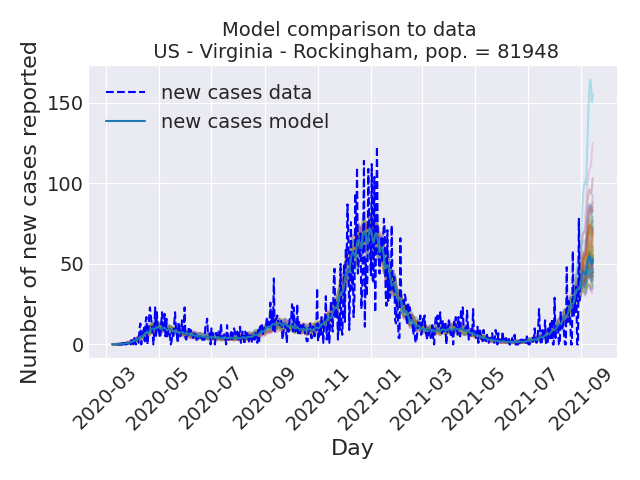 Model comparison to data
US - Virginia - Rockingham, pop. = 81948
Number of new cases reported
new cases data
new cases model
150
100
50
0
2020-03
2020-05
2020-07
2020-09
2020-11
2021-01
2021-03
2021-05
2021-07
2021-09
Day